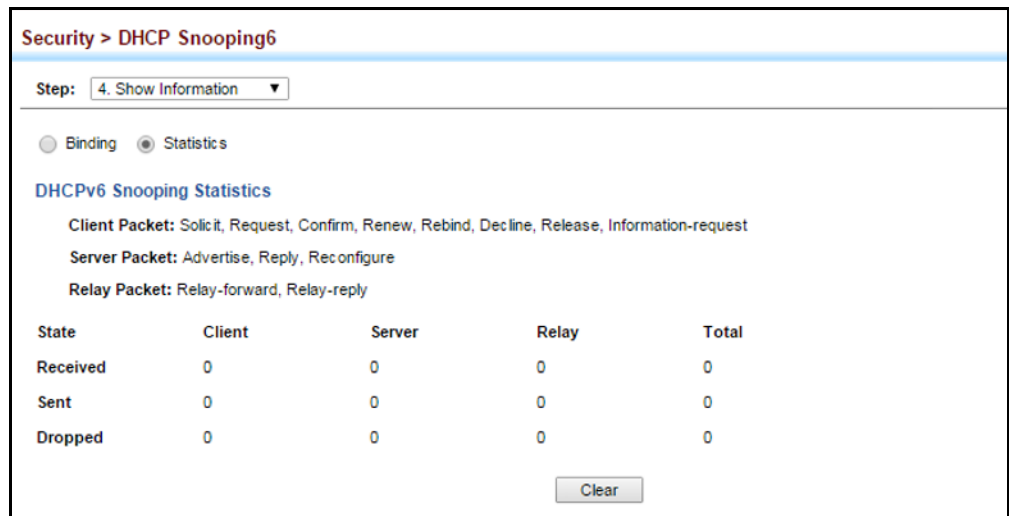 Security > DHCP Snooping6
Step: 4. Show Information
Binding Statistics
DHCPv6 Snooping Statistics
Client Packet: Solicit, Request, Confirm, Renew, Rebind, Decline, Release, Information-request
Server Packet: Advertise, Reply, Reconfigure
Relay Packet: Relay-forward, Relay-reply
State Client Server Relay Total
Received 0 0 0 0
Sent 0 0 0 0
Dropped 0 0 0 0
Clear